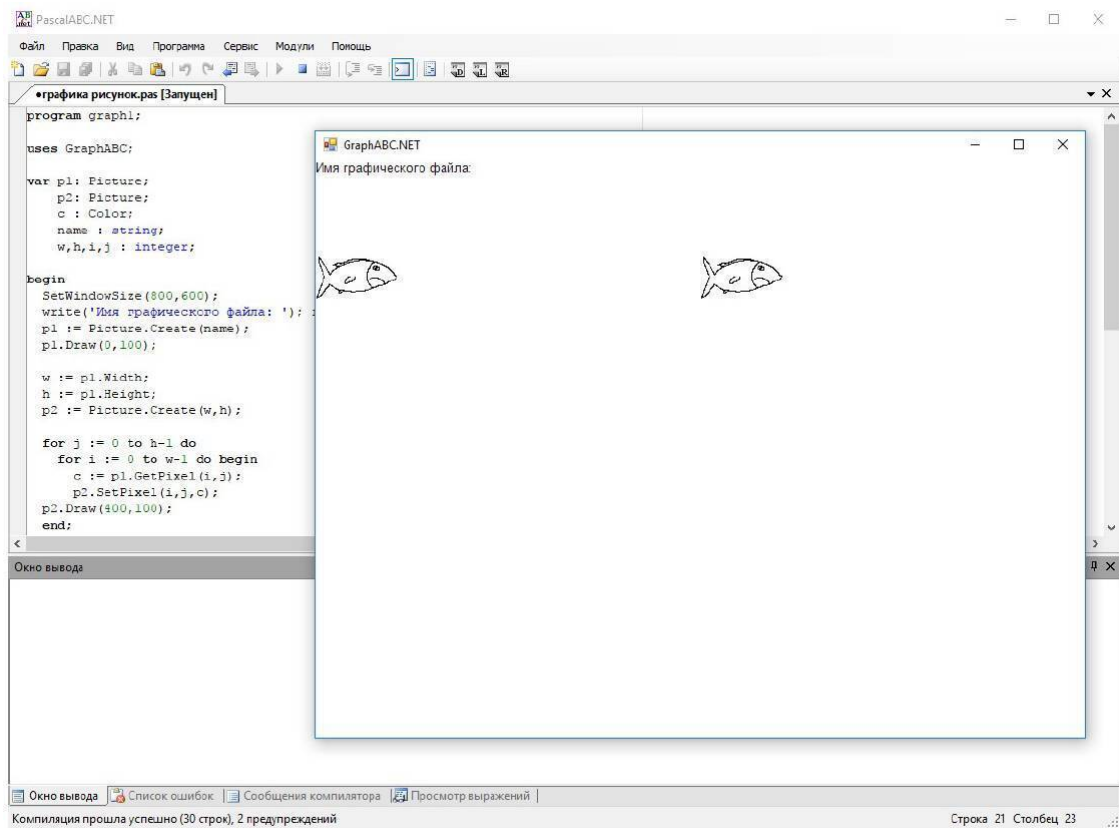 PascalABC.NET
Файл Правка Вид Программа Сервис Модули Помощь
•графика рисунок.pas [Запущен]
program graph1;
uses GraphABC;
var p1: Picture;
p2: Picture;
c : Color;
name : string;
w,h,i,j : integer;
begin
SetWindowSize(800,600);
write('Имя графического файла: ');
p1 := Picture.Create(name);
p1.Draw(0,100);
w := p1.Width;
h := p1.Height;
p2 := Picture.Create(w,h);
for j := 0 to h-1 do
for i := 0 to w-1 do begin
c := p1.GetPixel(i,j);
p2.SetPixel(i,j,c);
p2.Draw(400,100);
end;
GraphABC.NET
Имя графического файла:
Окно вывода
Окно вывода Список ошибок Сообщения компилятора Просмотр выражений
Компиляция прошла успешно (30 строк), 2 предупреждений Строка 21 Столбец 23